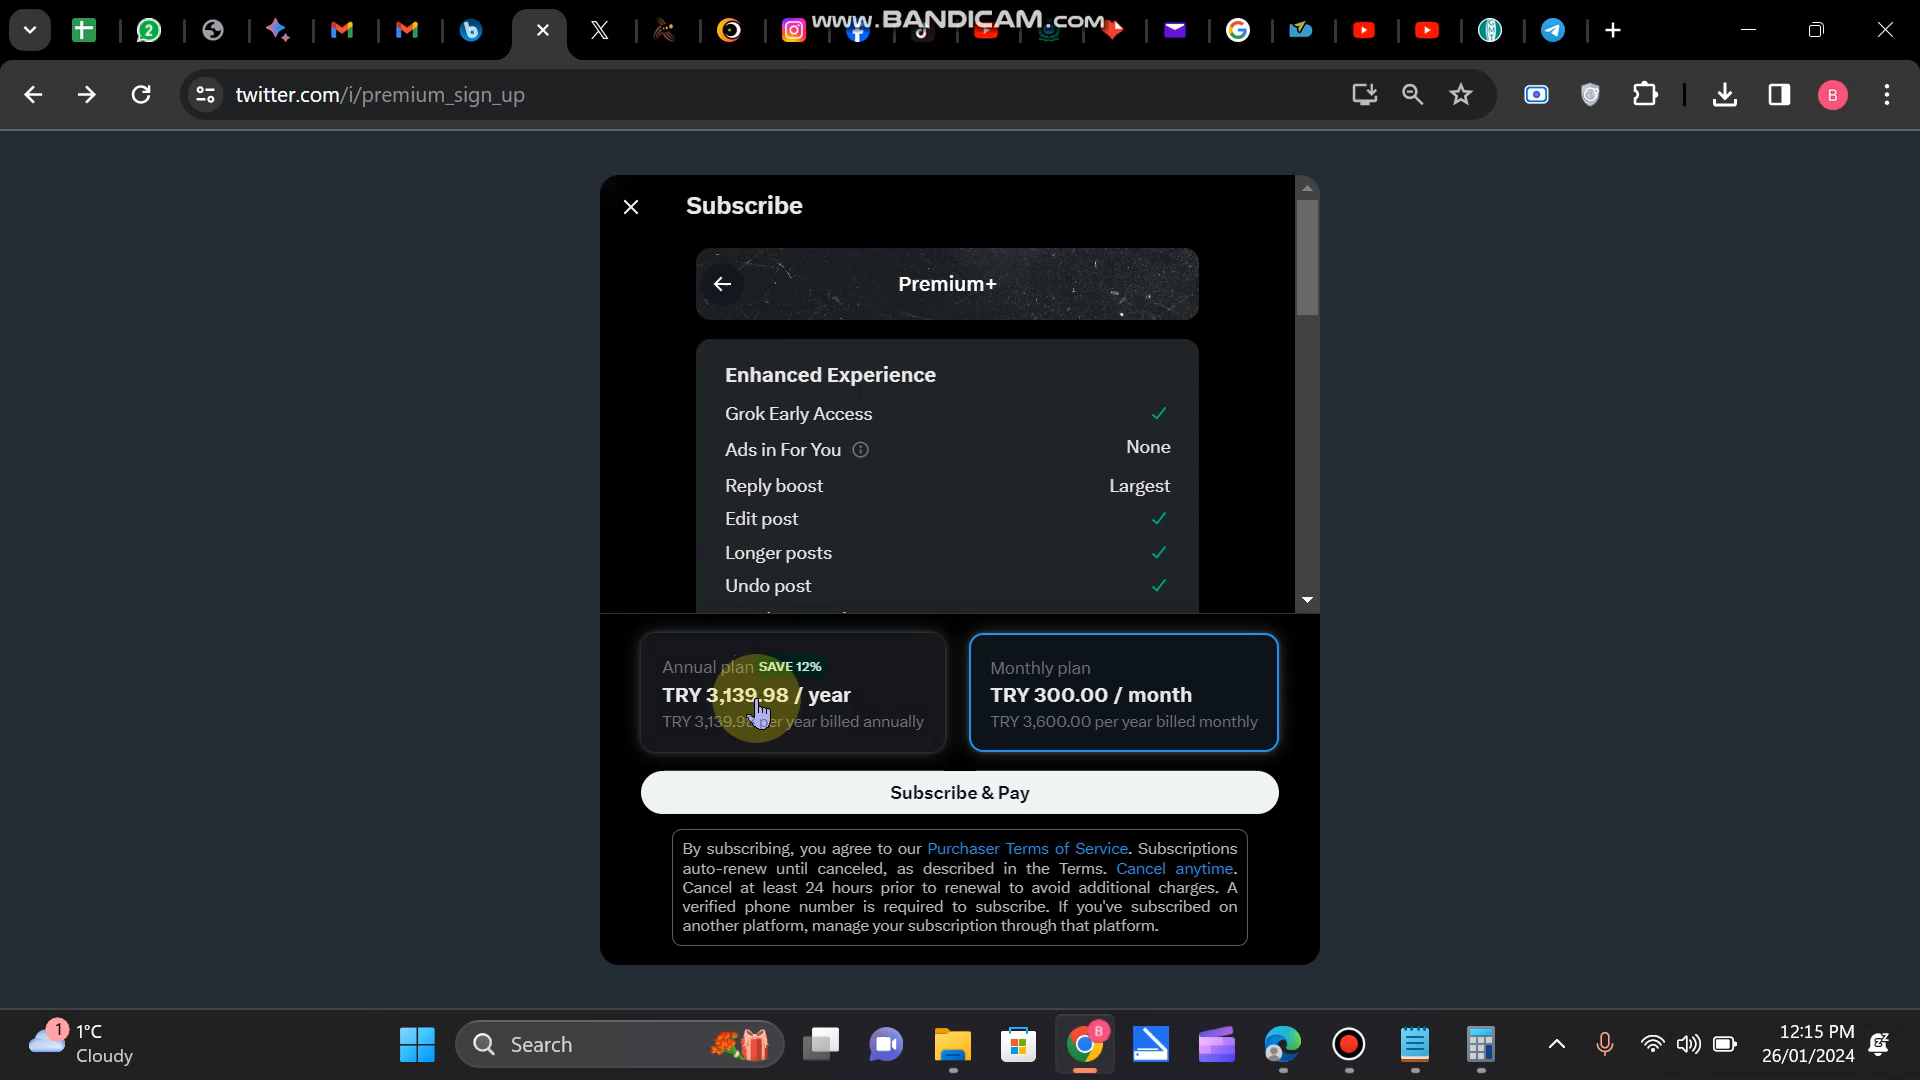 www.BANDICAM.COM
twitter.com/i/premium_sign_up
B
Subscribe
Premium+
Enhanced Experience
Grok Early Access
Ads in For You None
Reply boost Largest
Edit post
Longer posts
Undo post
Annual plan SAVE 12%
TRY 3,139.98 / year
TRY 3,139.98 per year billed annually
Monthly plan
TRY 300.00 / month
TRY 3,600.00 per year billed monthly
Subscribe & Pay
By subscribing, you agree to our Purchaser Terms of Service. Subscriptions
auto-renew until canceled, as described in the Terms. Cancel anytime.
Cancel at least 24 hours prior to renewal to avoid additional charges. A
verified phone number is required to subscribe. If you've subscribed on
another platform, manage your subscription through that platform.
1
1°C
Cloudy
Search
B
12:15 PM
26/01/2024